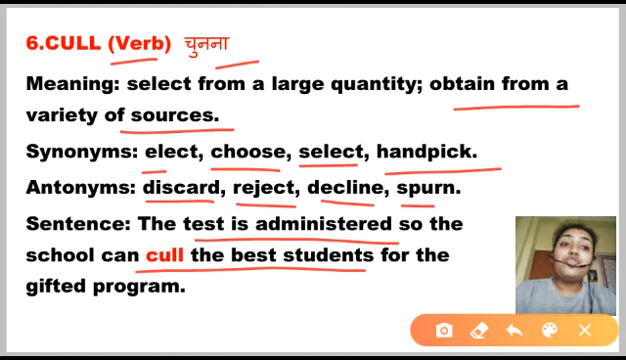 6.CULL (Verb) चुनना
Meaning: select from a large quantity; obtain from a
variety of sources.
Synonyms: elect, choose, select, handpick.
Antonyms: discard, reject, decline, spurn.
Sentence: The test is administered so the
school can cull the best students for the
gifted program.